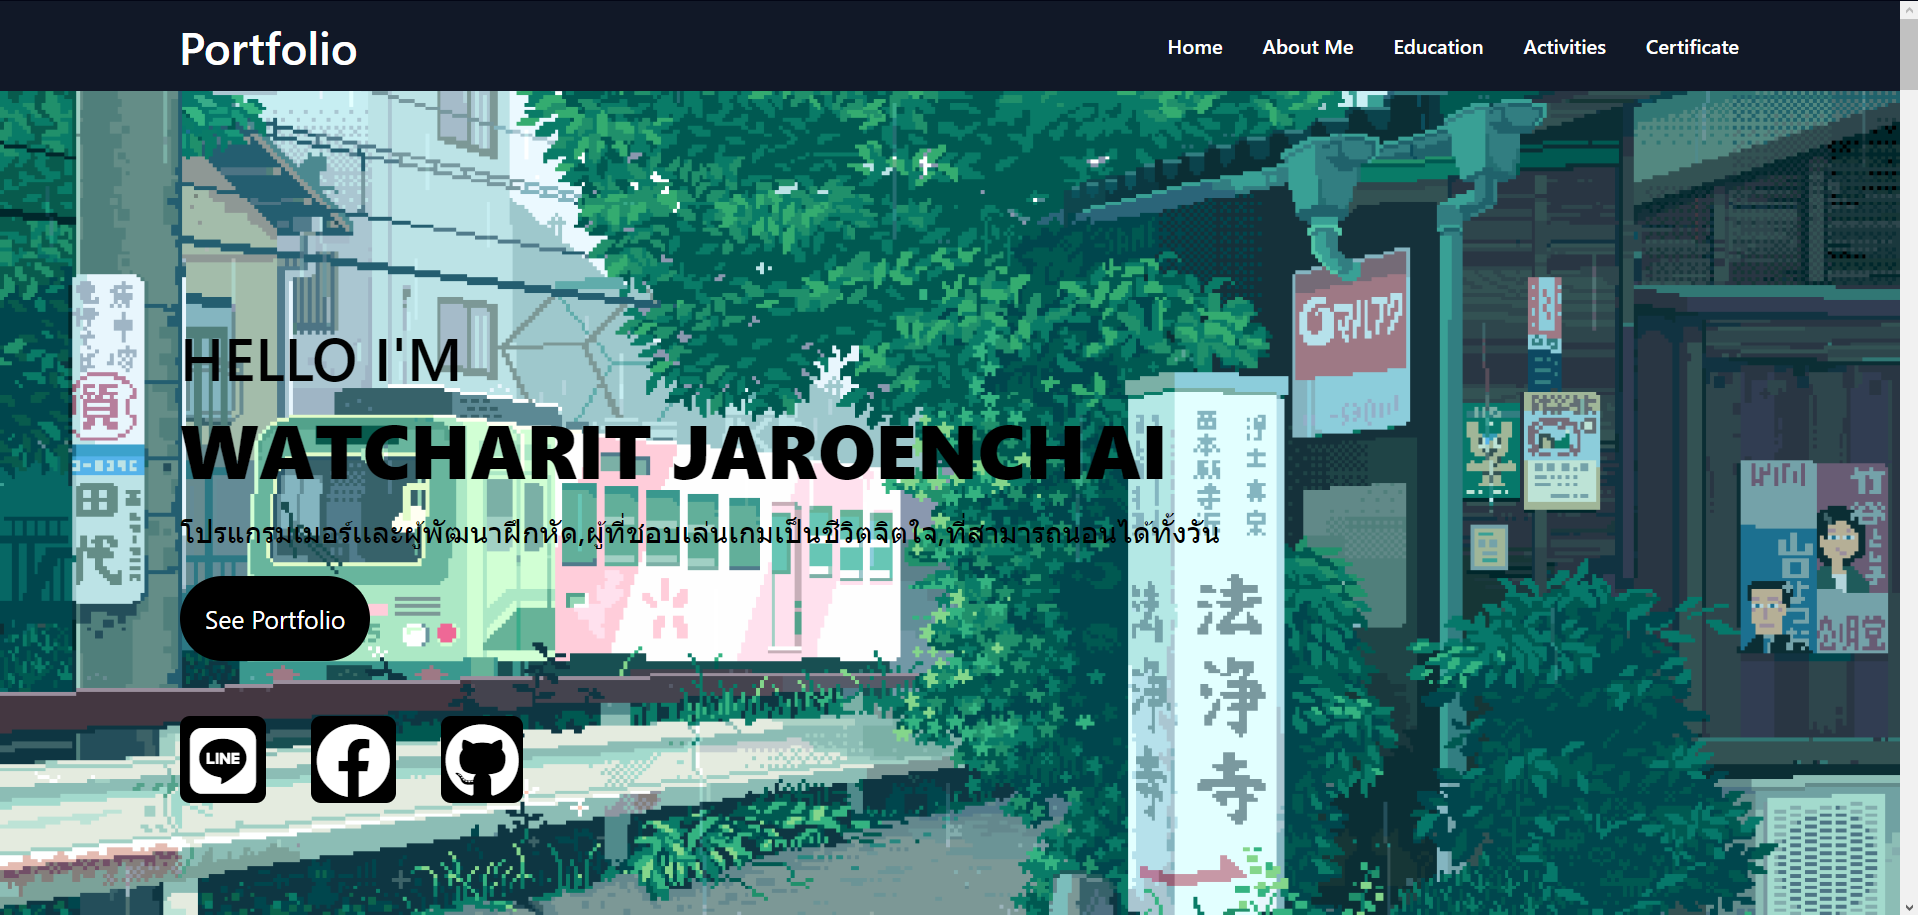 Portfolio
Home About Me Education Activities Certificate
HELLO I'M
WATCHARIT JAROENCHAI
โปรแกรมเมอร์และผู้พัฒนาฝึกหัด,ผู้ที่ชอบเล่นเกมเป็นชีวิตจิตใจ,ที่สามารถนอนได้ทั้งวัน
See Portfolio
LINE
質
田
代
法
浄
寺